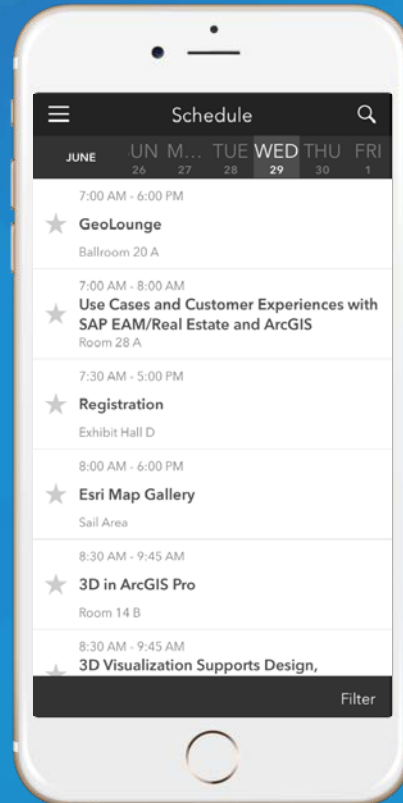 Schedule
JUNE
UN M... TUE WED THU FRI
26 27 28 29 30 1
7:00 AM - 6:00 PM
GeoLounge
Ballroom 20 A
7:00 AM - 8:00 AM
Use Cases and Customer Experiences with
SAP EAM/Real Estate and ArcGIS
Room 28 A
7:30 AM - 5:00 PM
Registration
Exhibit Hall D
8:00 AM - 6:00 PM
Esri Map Gallery
Sail Area
8:30 AM - 9:45 AM
3D in ArcGIS Pro
Room 14 B
8:30 AM - 9:45 AM
3D Visualization Supports Design,
Filter